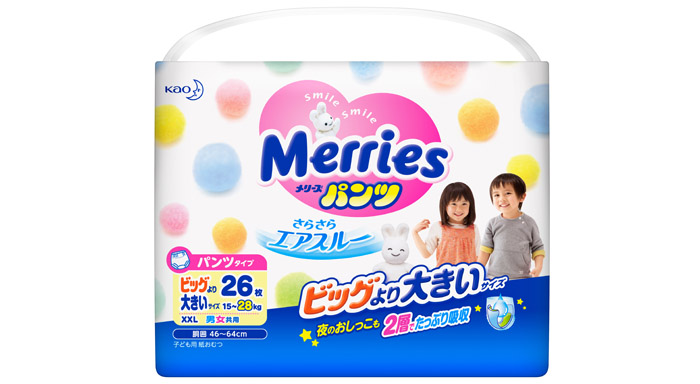 Kao
Smile
Smile
Merries
メリーズ パンツ
さらさら
エアスルー
パンツタイプ
ビッグより
大きいサイズ
26枚
15~28kg
XXL 男女共用
胴囲 46~64cm
子ども用 紙おむつ
ビッグより大きいサイズ
夜のおしっこも 2層でたっぷり吸収